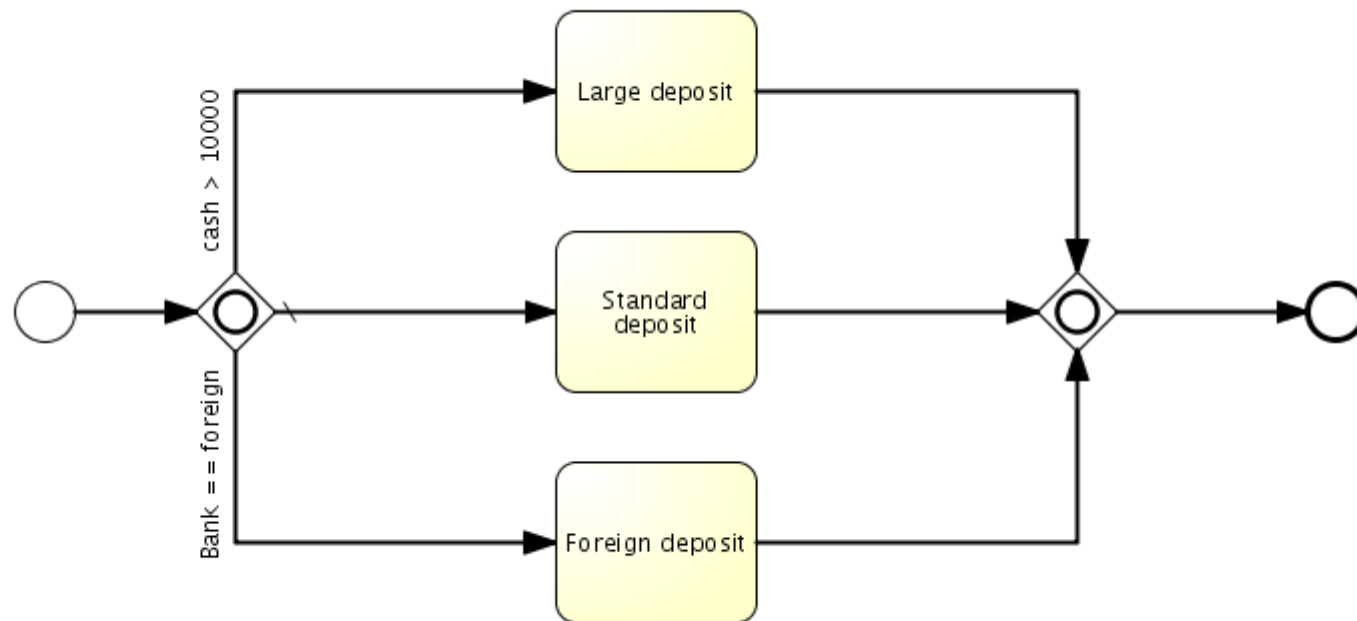 cash > 10000
Large deposit
Standard
deposit
Bank = = foreign
Foreign deposit